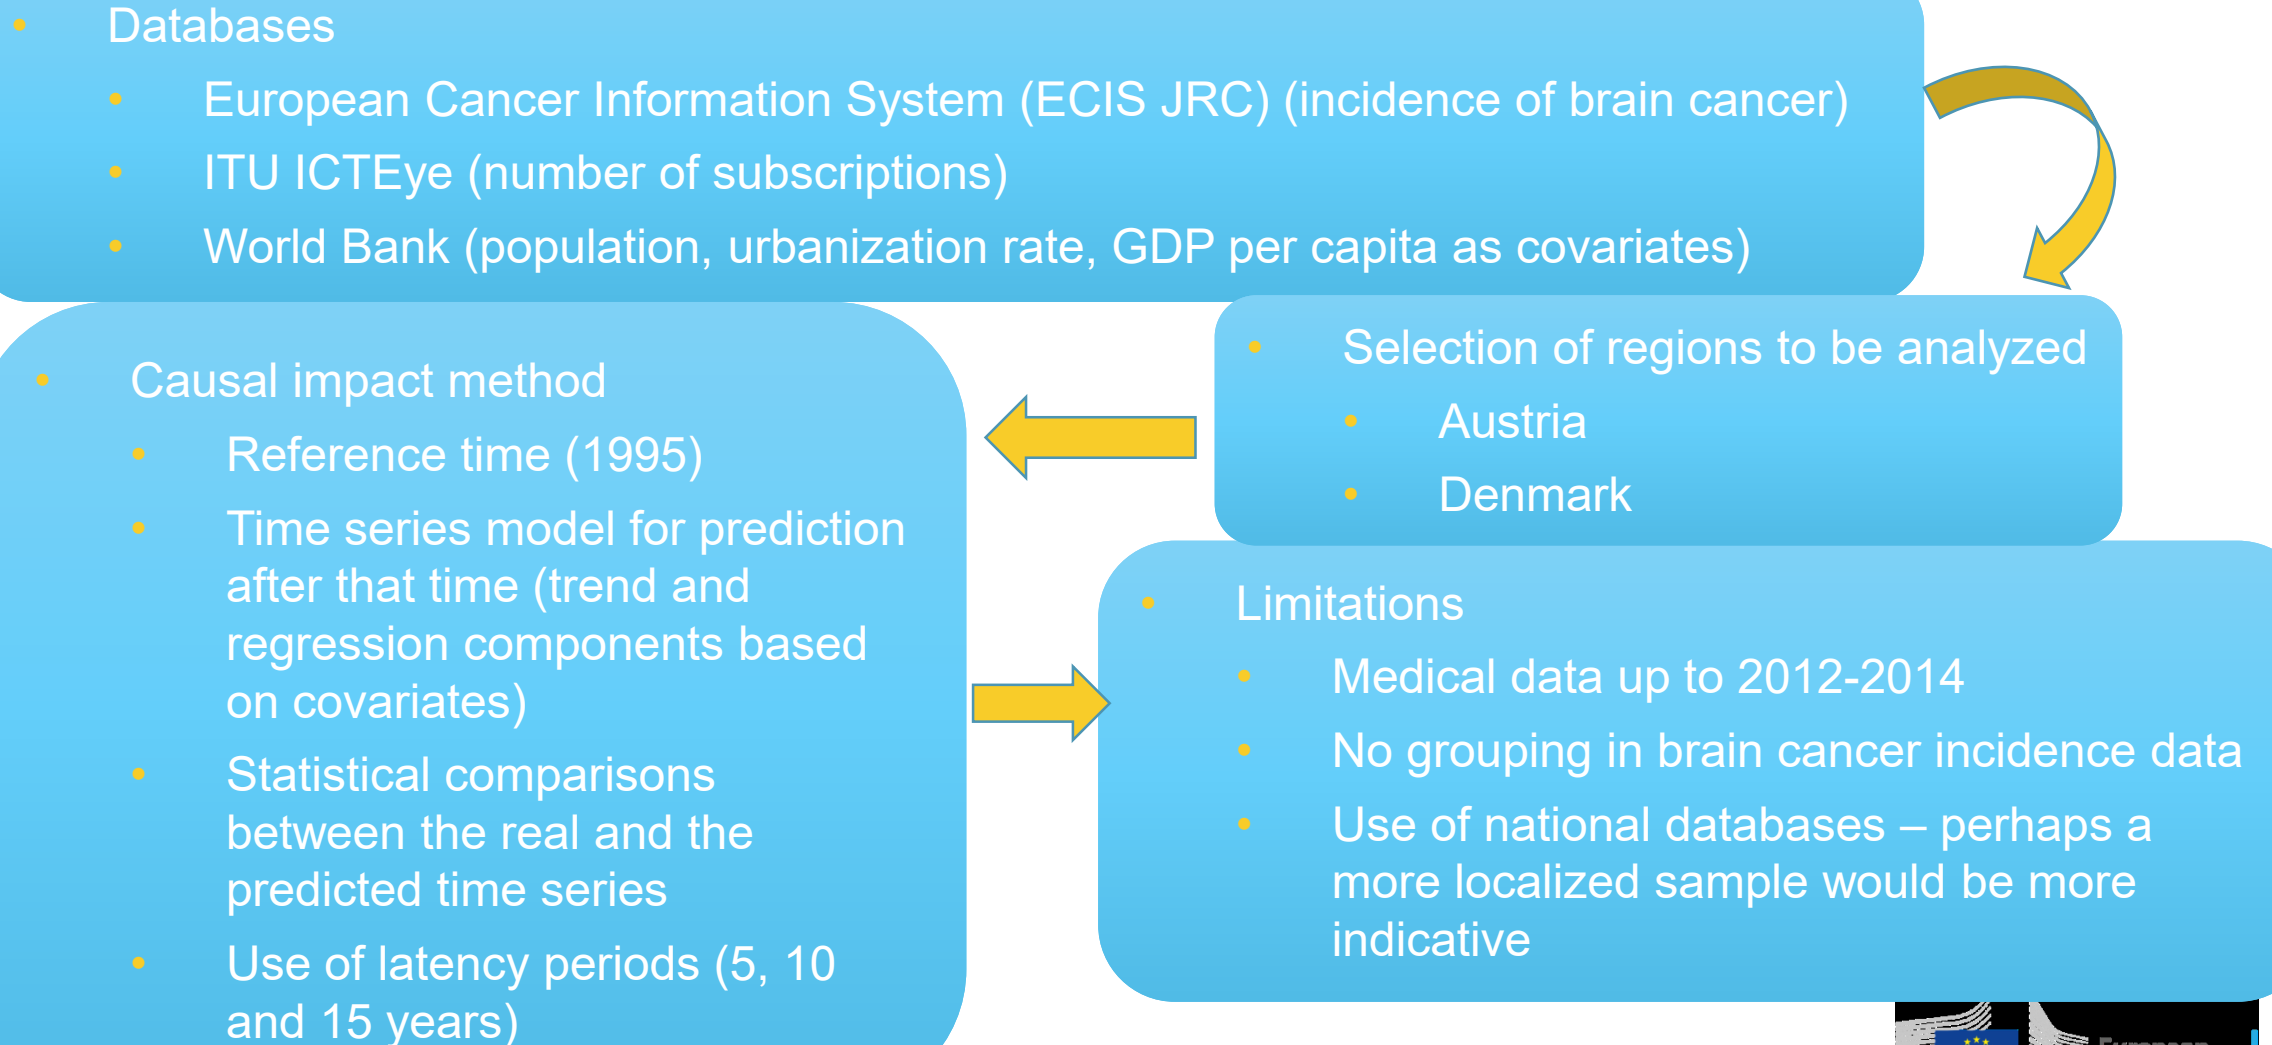 Databases
European Cancer Information System (ECIS JRC) (incidence of brain cancer)
ITU ICTEye (number of subscriptions)
World Bank (population, urbanization rate, GDP per capita as covariates)
Selection of regions to be analyzed
Austria
Denmark
Causal impact method
Reference time (1995)
Time series model for prediction
after that time (trend and
regression components based
on covariates)
Statistical comparisons
between the real and the
predicted time series
Use of latency periods (5, 10
and 15 years)
Limitations
Medical data up to 2012-2014
No grouping in brain cancer incidence data
Use of national databases – perhaps a
more localized sample would be more
indicative